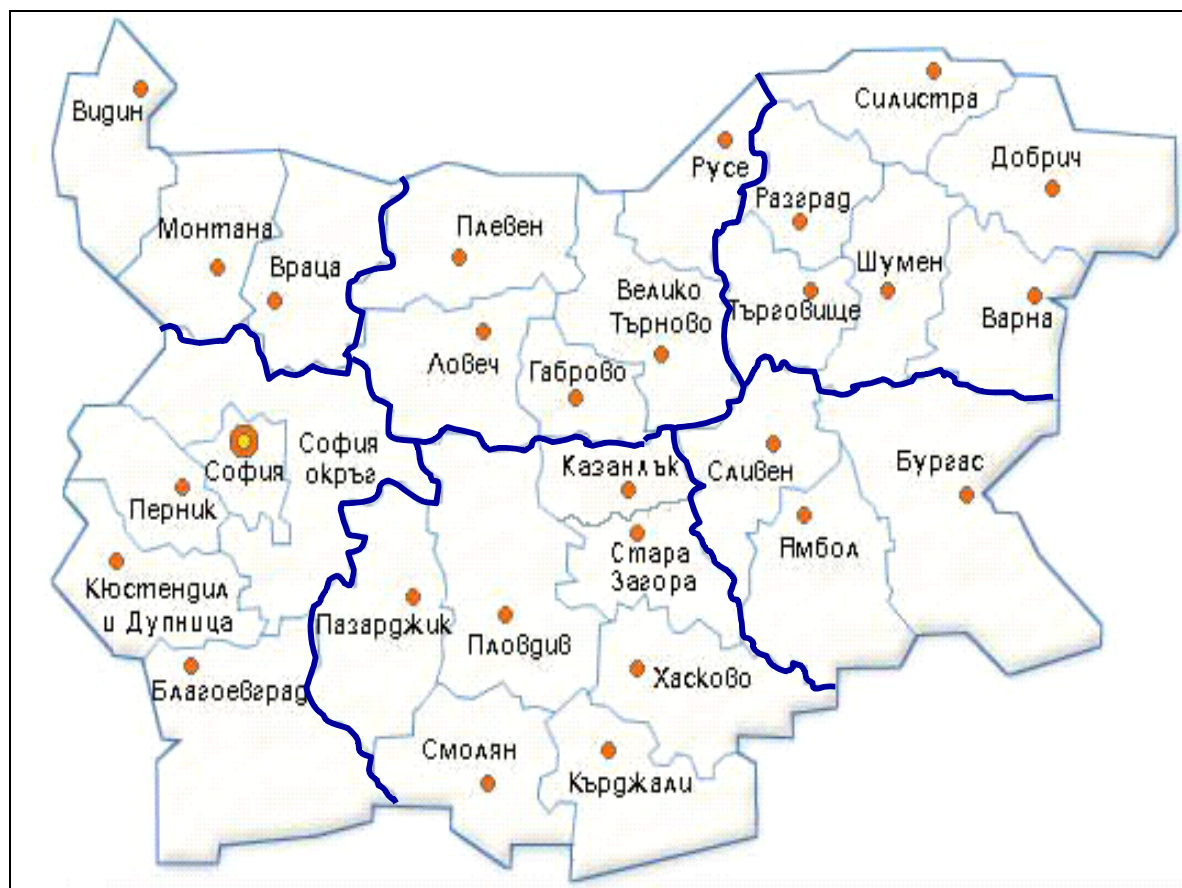 Видин
Силистра
Добрич
Русе
Разград
Монтана
Плевен
Враца
Шумен
Велико
Търново
Търговище
Варна
Ловеч
Габрово
София
София
окръг
Казанлък
Сливен
Бургас
Перник
Стара
Загора
Ямбол
Кюстендил
и Дупница
Пазарджик
Пловдив
Хасково
Благоевград
Смолян
Кърджали